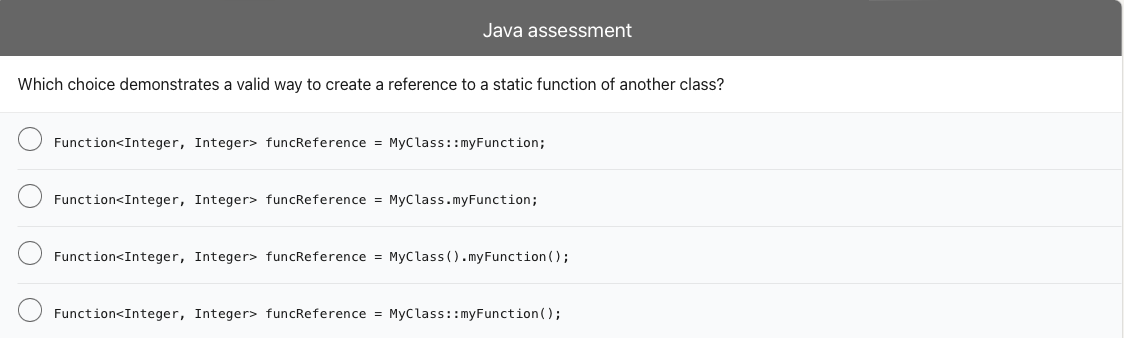 Java assessment
Which choice demonstrates a valid way to create a reference to a static function of another class?
Function<Integer, Integer> funcReference = MyClass::myFunction;
Function<Integer, Integer> funcReference = MyClass.myFunction;
Function<Integer, Integer> funcReference = MyClass().myFunction();
Function<Integer, Integer> funcReference = MyClass::myFunction();